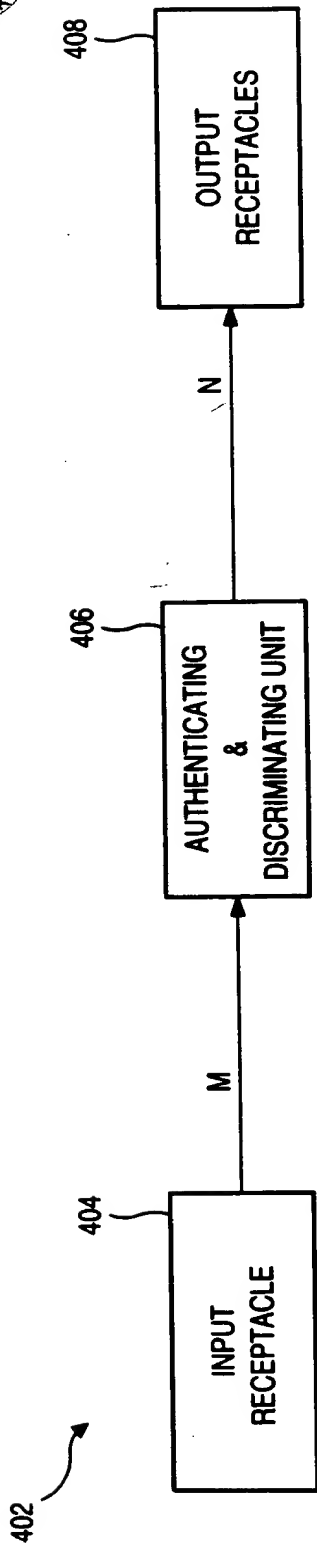 402
404
INPUT
RECEPTACLE
M
406
AUTHENTICATING
&
DISCRIMINATING UNIT
N
408
OUTPUT
RECEPTACLES